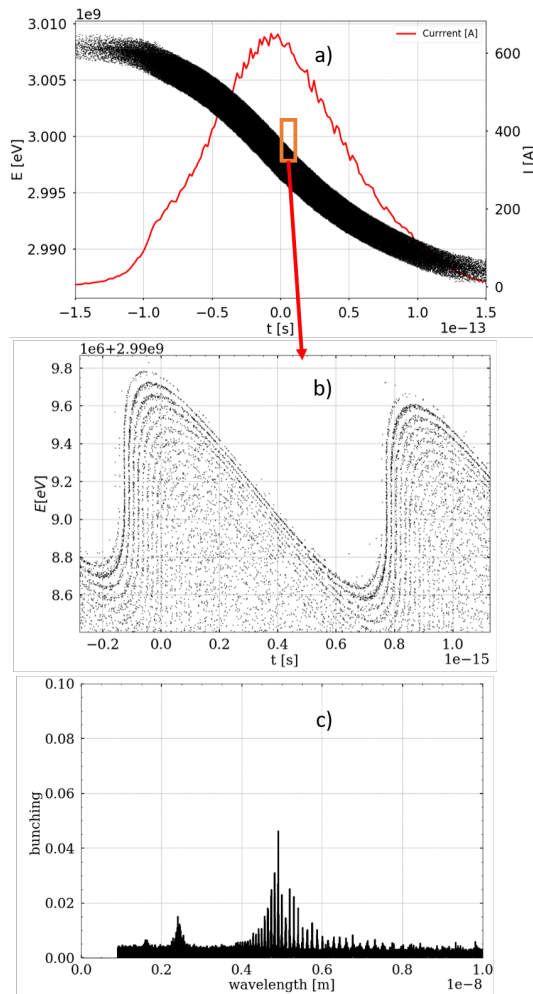 1e9
3.010
3.005
3.000
2.995
2.990
E [eV]
a)
Currrent [A]
600
400
200
0
I [A]
−1.5 −1.0 −0.5 0.0 0.5 1.0 1.5
t [s]
1e−13
1e6+2.99e9
9.8
9.6
9.4
9.2
9.0
8.8
8.6
E[eV]
b)
−0.2 0.0 0.2 0.4 0.6 0.8 1.0
t [s]
1e−15
0.10
0.08
0.06
0.04
0.02
0.00
bunching
c)
0.0 0.2 0.4 0.6 0.8 1.0
wavelength [m]
1e−8